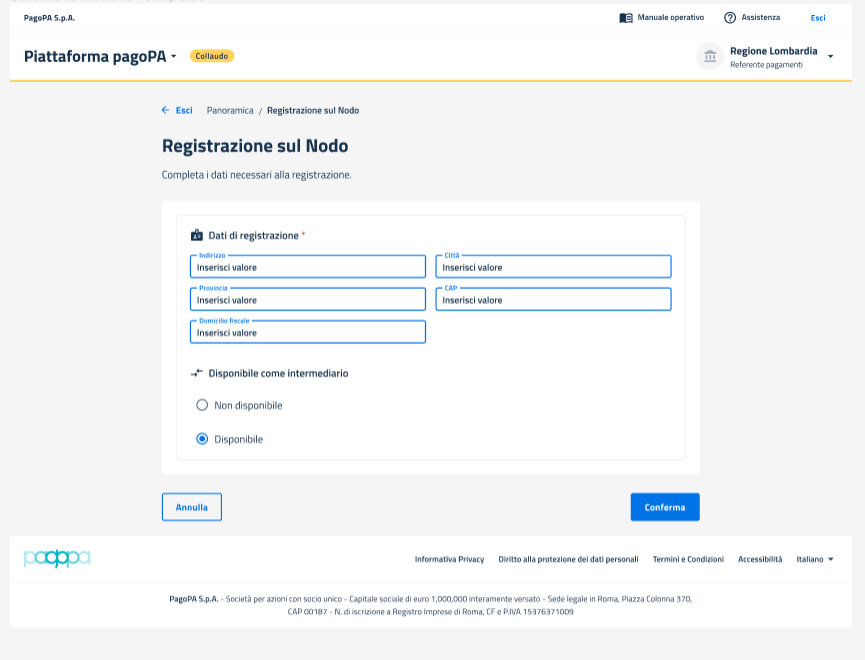 PagoPA S.p.A.
Manuale operativo
Assistenza
Esci
Piattaforma pagoPA
Collaudo
Regione Lombardia
Referente pagamenti
Esci
Panoramica / Registrazione sul Nodo
Registrazione sul Nodo
Completa i dati necessari alla registrazione.
Dati di registrazione *
Indirizzo
Inserisci valore
Città
Inserisci valore
Provincia
Inserisci valore
CAP
Inserisci valore
Domicilio fiscale
Inserisci valore
Disponibile come intermediario
Non disponibile
Disponibile
Annulla
Conferma
pagopa
Informativa Privacy
Diritto alla protezione dei dati personali
Termini e Condizioni
Accessibilità
Italiano
PagoPA S.p.A. - Società per azioni con socio unico - Capitale sociale di euro 1,000,000 interamente versato - Sede legale in Roma, Piazza Colonna 370,
CAP 00187 - N. di iscrizione a Registro Imprese di Roma, CF e P.IVA 15376371009